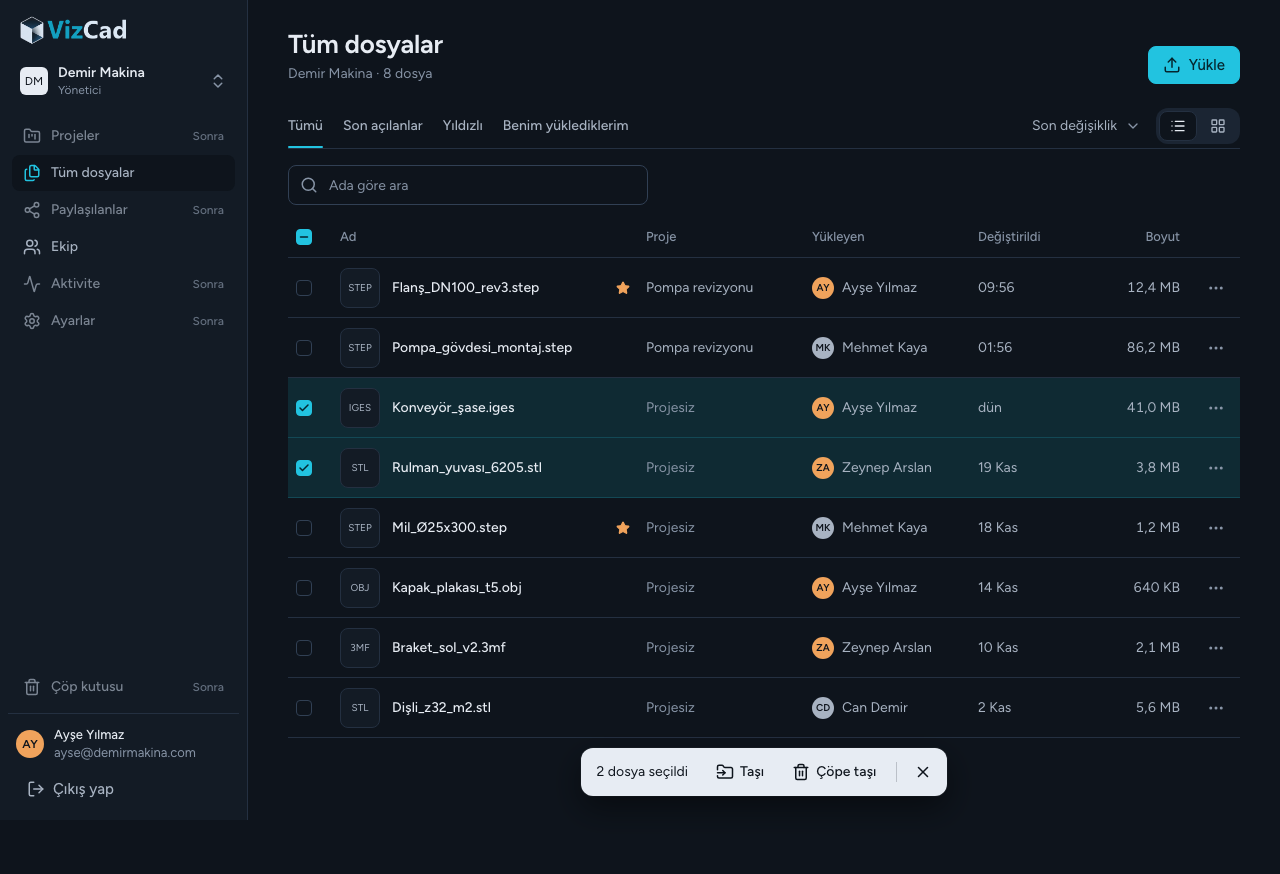 VizCad
DM
Demir Makina
Yönetici
Projeler Sonra
Tüm dosyalar
Paylaşılanlar Sonra
Ekip
Aktivite Sonra
Ayarlar Sonra
Çöp kutusu Sonra
AY
Ayşe Yılmaz
ayse@demirmakina.com
Çıkış yap
Tüm dosyalar
Demir Makina · 8 dosya
Yükle
Tümü Son açılanlar Yıldızlı Benim yüklediklerim
Son değişiklik
Ada göre ara
Ad Proje Yükleyen Değiştirildi Boyut
STEP Flanş_DN100_rev3.step Pompa revizyonu AY Ayşe Yılmaz 09:56 12,4 MB
STEP Pompa_gövdesi_montaj.step Pompa revizyonu MK Mehmet Kaya 01:56 86,2 MB
IGES Konveyör_şase.iges Projesiz AY Ayşe Yılmaz dün 41,0 MB
STL Rulman_yuvası_6205.stl Projesiz ZA Zeynep Arslan 19 Kas 3,8 MB
STEP Mil_Ø25x300.step Projesiz MK Mehmet Kaya 18 Kas 1,2 MB
OBJ Kapak_plakası_t5.obj Projesiz AY Ayşe Yılmaz 14 Kas 640 KB
3MF Braket_sol_v2.3mf Projesiz ZA Zeynep Arslan 10 Kas 2,1 MB
STL Dişli_z32_m2.stl Projesiz CD Can Demir 2 Kas 5,6 MB
2 dosya seçildi Taşı Çöpe taşı